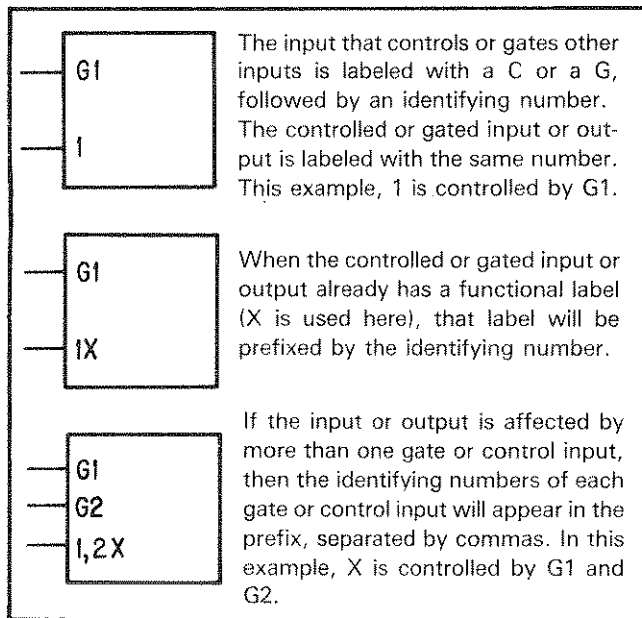 G1
1
The input that controls or gates other
inputs is labeled with a C or a G,
followed by an identifying number.
The controlled or gated input or out-
put is labeled with the same number.
This example, 1 is controlled by G1.
G1
1X
When the controlled or gated input or
output already has a functional label
(X is used here), that label will be
prefixed by the identifying number.
G1
G2
1,2X
If the input or output is affected by
more than one gate or control input,
then the identifying numbers of each
gate or control input will appear in the
prefix, separated by commas. In this
example, X is controlled by G1 and
G2.